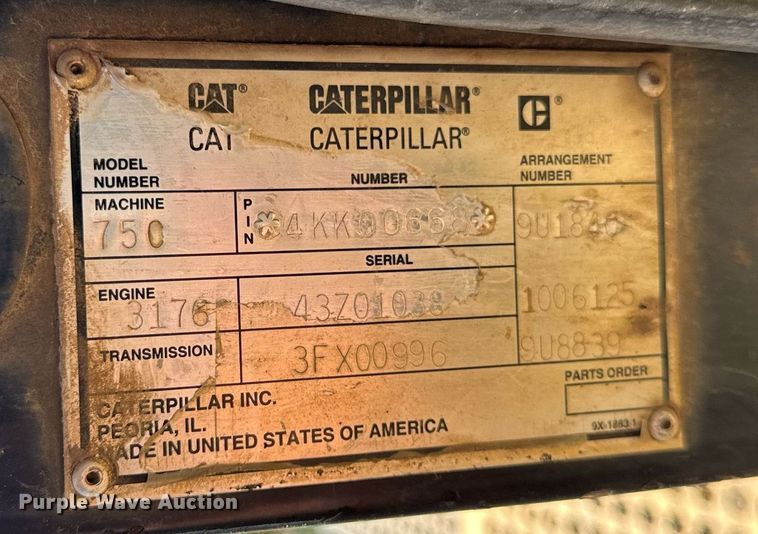 CAT® CATERPILLAR® C®
CAT CATERPILLAR®
MODEL NUMBER NUMBER ARRANGEMENT NUMBER
MACHINE PIN
75C 4KK00668 9U1846
SERIAL
ENGINE
3176 43Z01038 1006125
TRANSMISSION 3FX00996 9U8839
PARTS ORDER
CATERPILLAR INC.
PEORIA, IL.
MADE IN UNITED STATES OF AMERICA
9X-1883 1
Purple Wave Auction